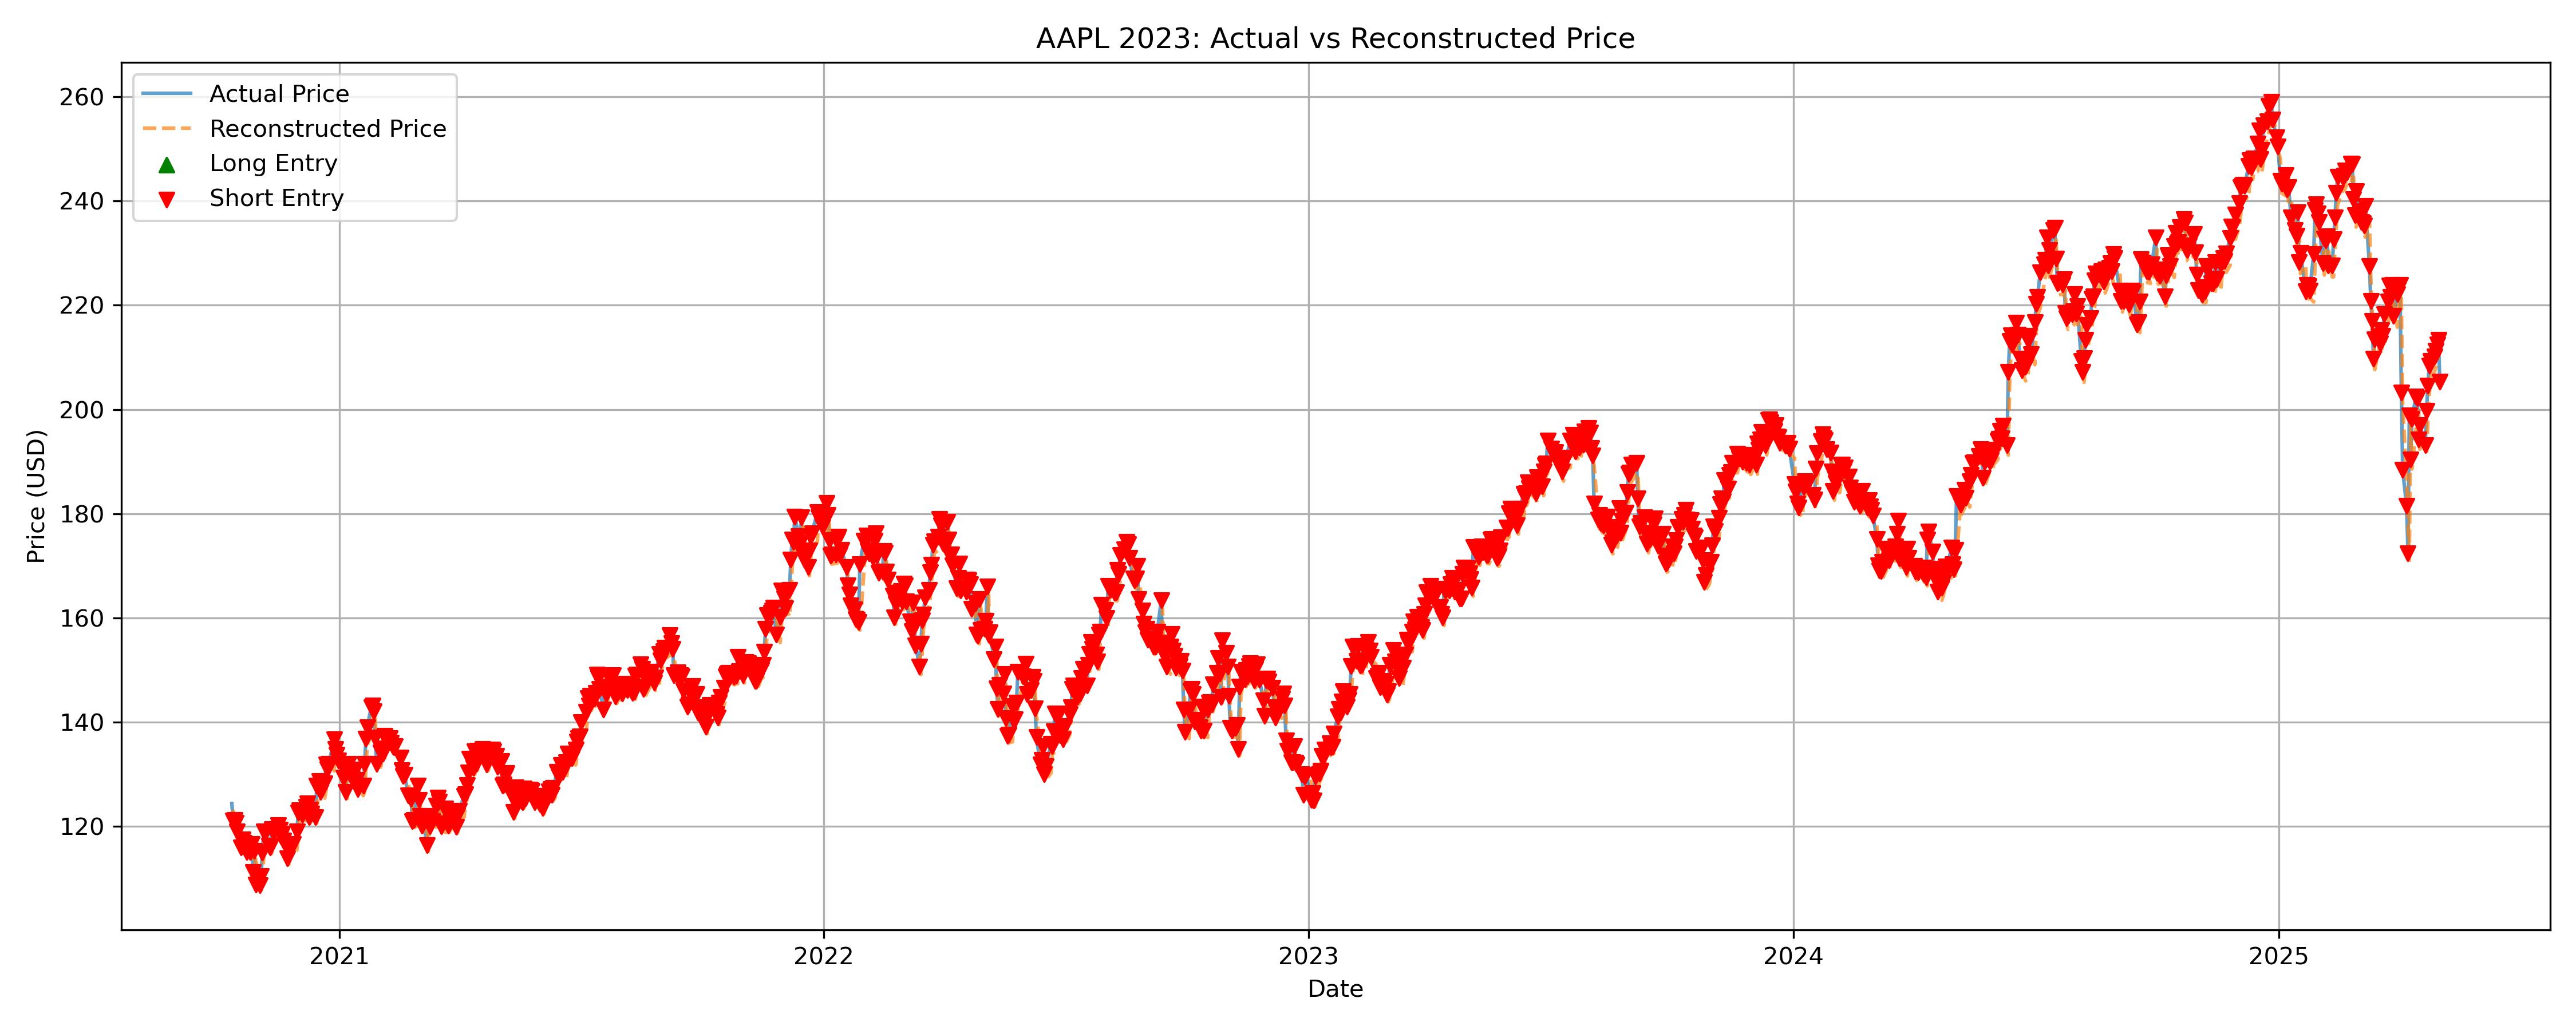 AAPL 2023: Actual vs Reconstructed Price
Actual Price
Reconstructed Price
Long Entry
Short Entry
Price (USD)
260
240
220
200
180
160
140
120
2021 2022 2023 2024 2025
Date